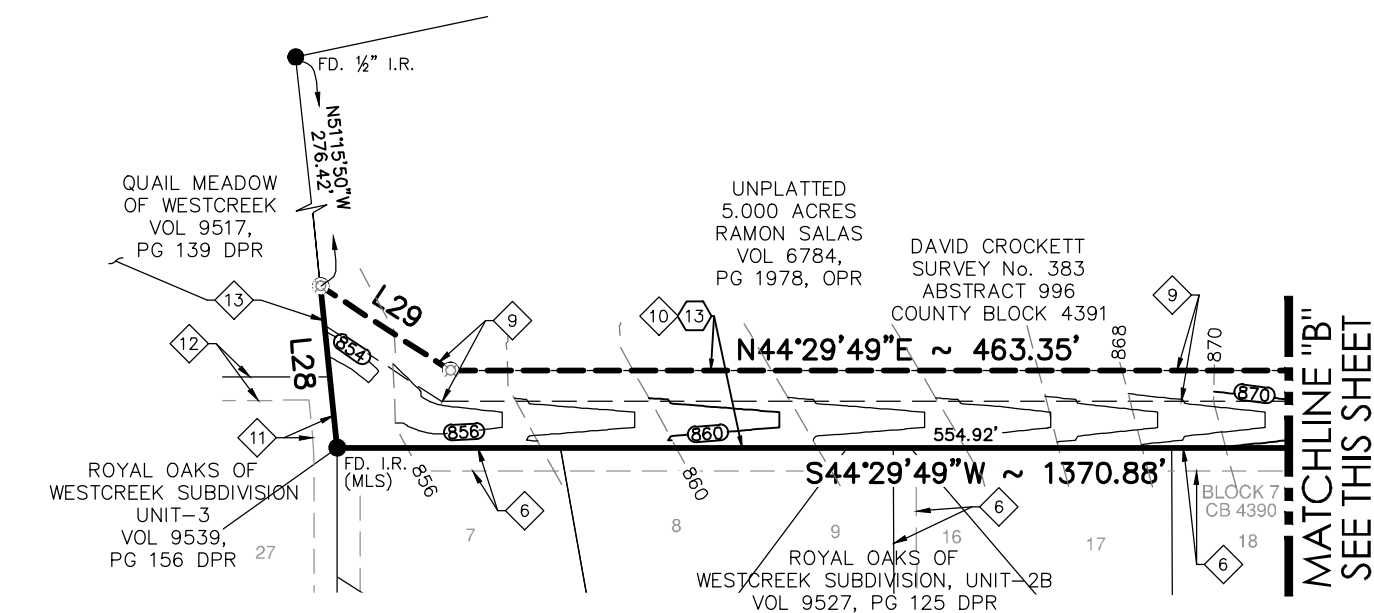 FD. ½" I.R.
N51°15'50"W
276.42'
QUAIL MEADOW
OF WESTCREEK
VOL 9517,
PG 139 DPR
UNPLATTED
5.000 ACRES
RAMON SALAS
VOL 6784,
PG 1978, OPR
DAVID CROCKETT
SURVEY No. 383
ABSTRACT 996
COUNTY BLOCK 4391
13
12
L28
L29
854
9
10
13
9
N44°29'49"E ~ 463.35'
868
870
870
MATCHLINE "B"
SEE THIS SHEET
11
856
860
554.92'
S44°29'49"W ~ 1370.88'
FD. I.R.
(MLS)
856
860
ROYAL OAKS OF
WESTCREEK SUBDIVISION
UNIT-3
VOL 9539,
PG 156 DPR
27
6
7
8
9
6
16
17
BLOCK 7
CB 4390
18
6
ROYAL OAKS OF
WESTCREEK SUBDIVISION, UNIT-2B
VOL 9527, PG 125 DPR